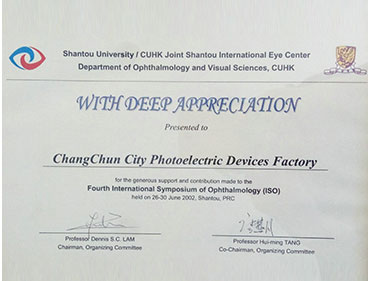 Shantou University / CUHK Joint Shantou International Eye Center
Department of Ophthalmology and Visual Sciences, CUHK
WITH DEEP APPRECIATION
Presented to
ChangChun City Photoelectric Devices Factory
for the generous support and contribution made to the
Fourth International Symposium of Ophthalmology (ISO)
held on 26-30 June 2002, Shantou, PRC
Professor Dennis S.C. LAM
Chairman, Organizing Committee
Professor Hui-ming TANG
Co-Chairman, Organizing Committee